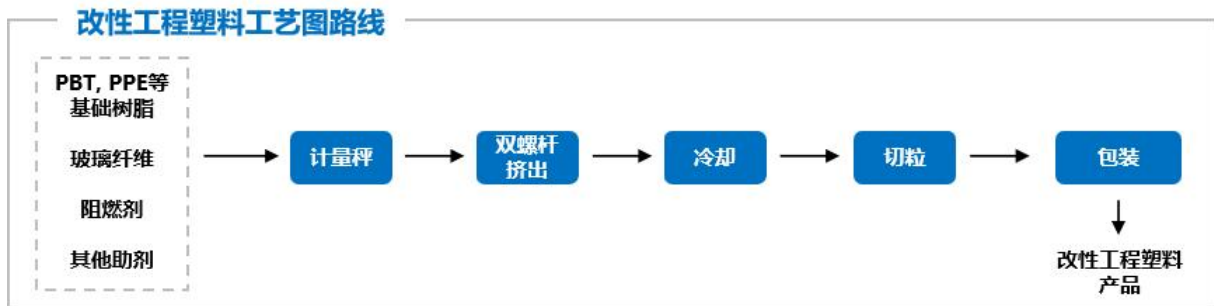 改性工程塑料工艺图路线
PBT, PPE等
基础树脂
玻璃纤维
阻燃剂
其他助剂
计量秤
双螺杆
挤出
冷却
切粒
包装
改性工程塑料
产品